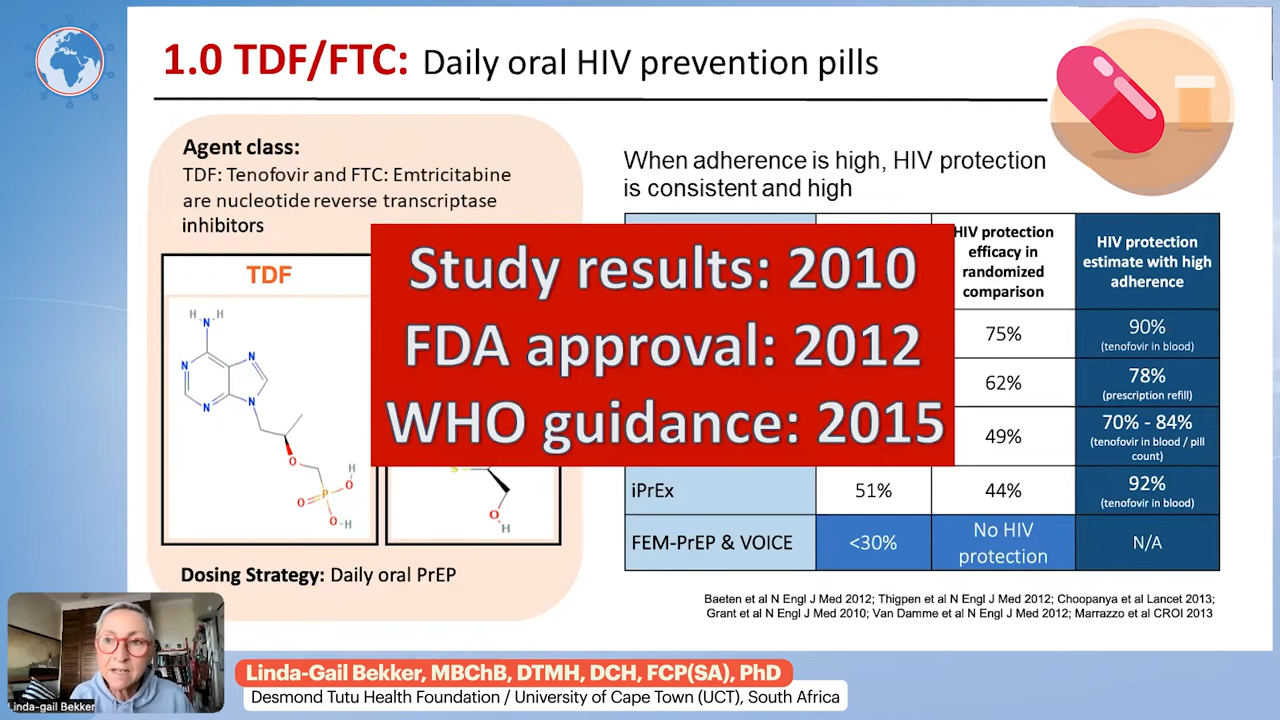 1.0 TDF/FTC: Daily oral HIV prevention pills
Agent class:
TDF: Tenofovir and FTC: Emtricitabine
are nucleotide reverse transcriptase
inhibitors
TDF
H H
N
N
N
N
N
O
H
O
P
O
H
O
H
S
O
H
Dosing Strategy: Daily oral PrEP
When adherence is high, HIV protection
is consistent and high
HIV protection
efficacy in
randomized
comparison
HIV protection
estimate with high
adherence
75%
90%
(tenofovir in blood)
62%
78%
(prescription refill)
49%
70% - 84%
(tenofovir in blood / pill
count)
iPrEx
51%
44%
92%
(tenofovir in blood)
FEM-PrEP & VOICE
<30%
No HIV
protection
N/A
Study results: 2010
FDA approval: 2012
WHO guidance: 2015
Baeten et al N Engl J Med 2012; Thigpen et al N Engl J Med 2012; Choopanya et al Lancet 2013;
Grant et al N Engl J Med 2010; Van Damme et al N Engl J Med 2012; Marrazzo et al CROI 2013
Linda-gail Bekker
Linda-Gail Bekker, MBChB, DTMH, DCH, FCP(SA), PhD
Desmond Tutu Health Foundation / University of Cape Town (UCT), South Africa